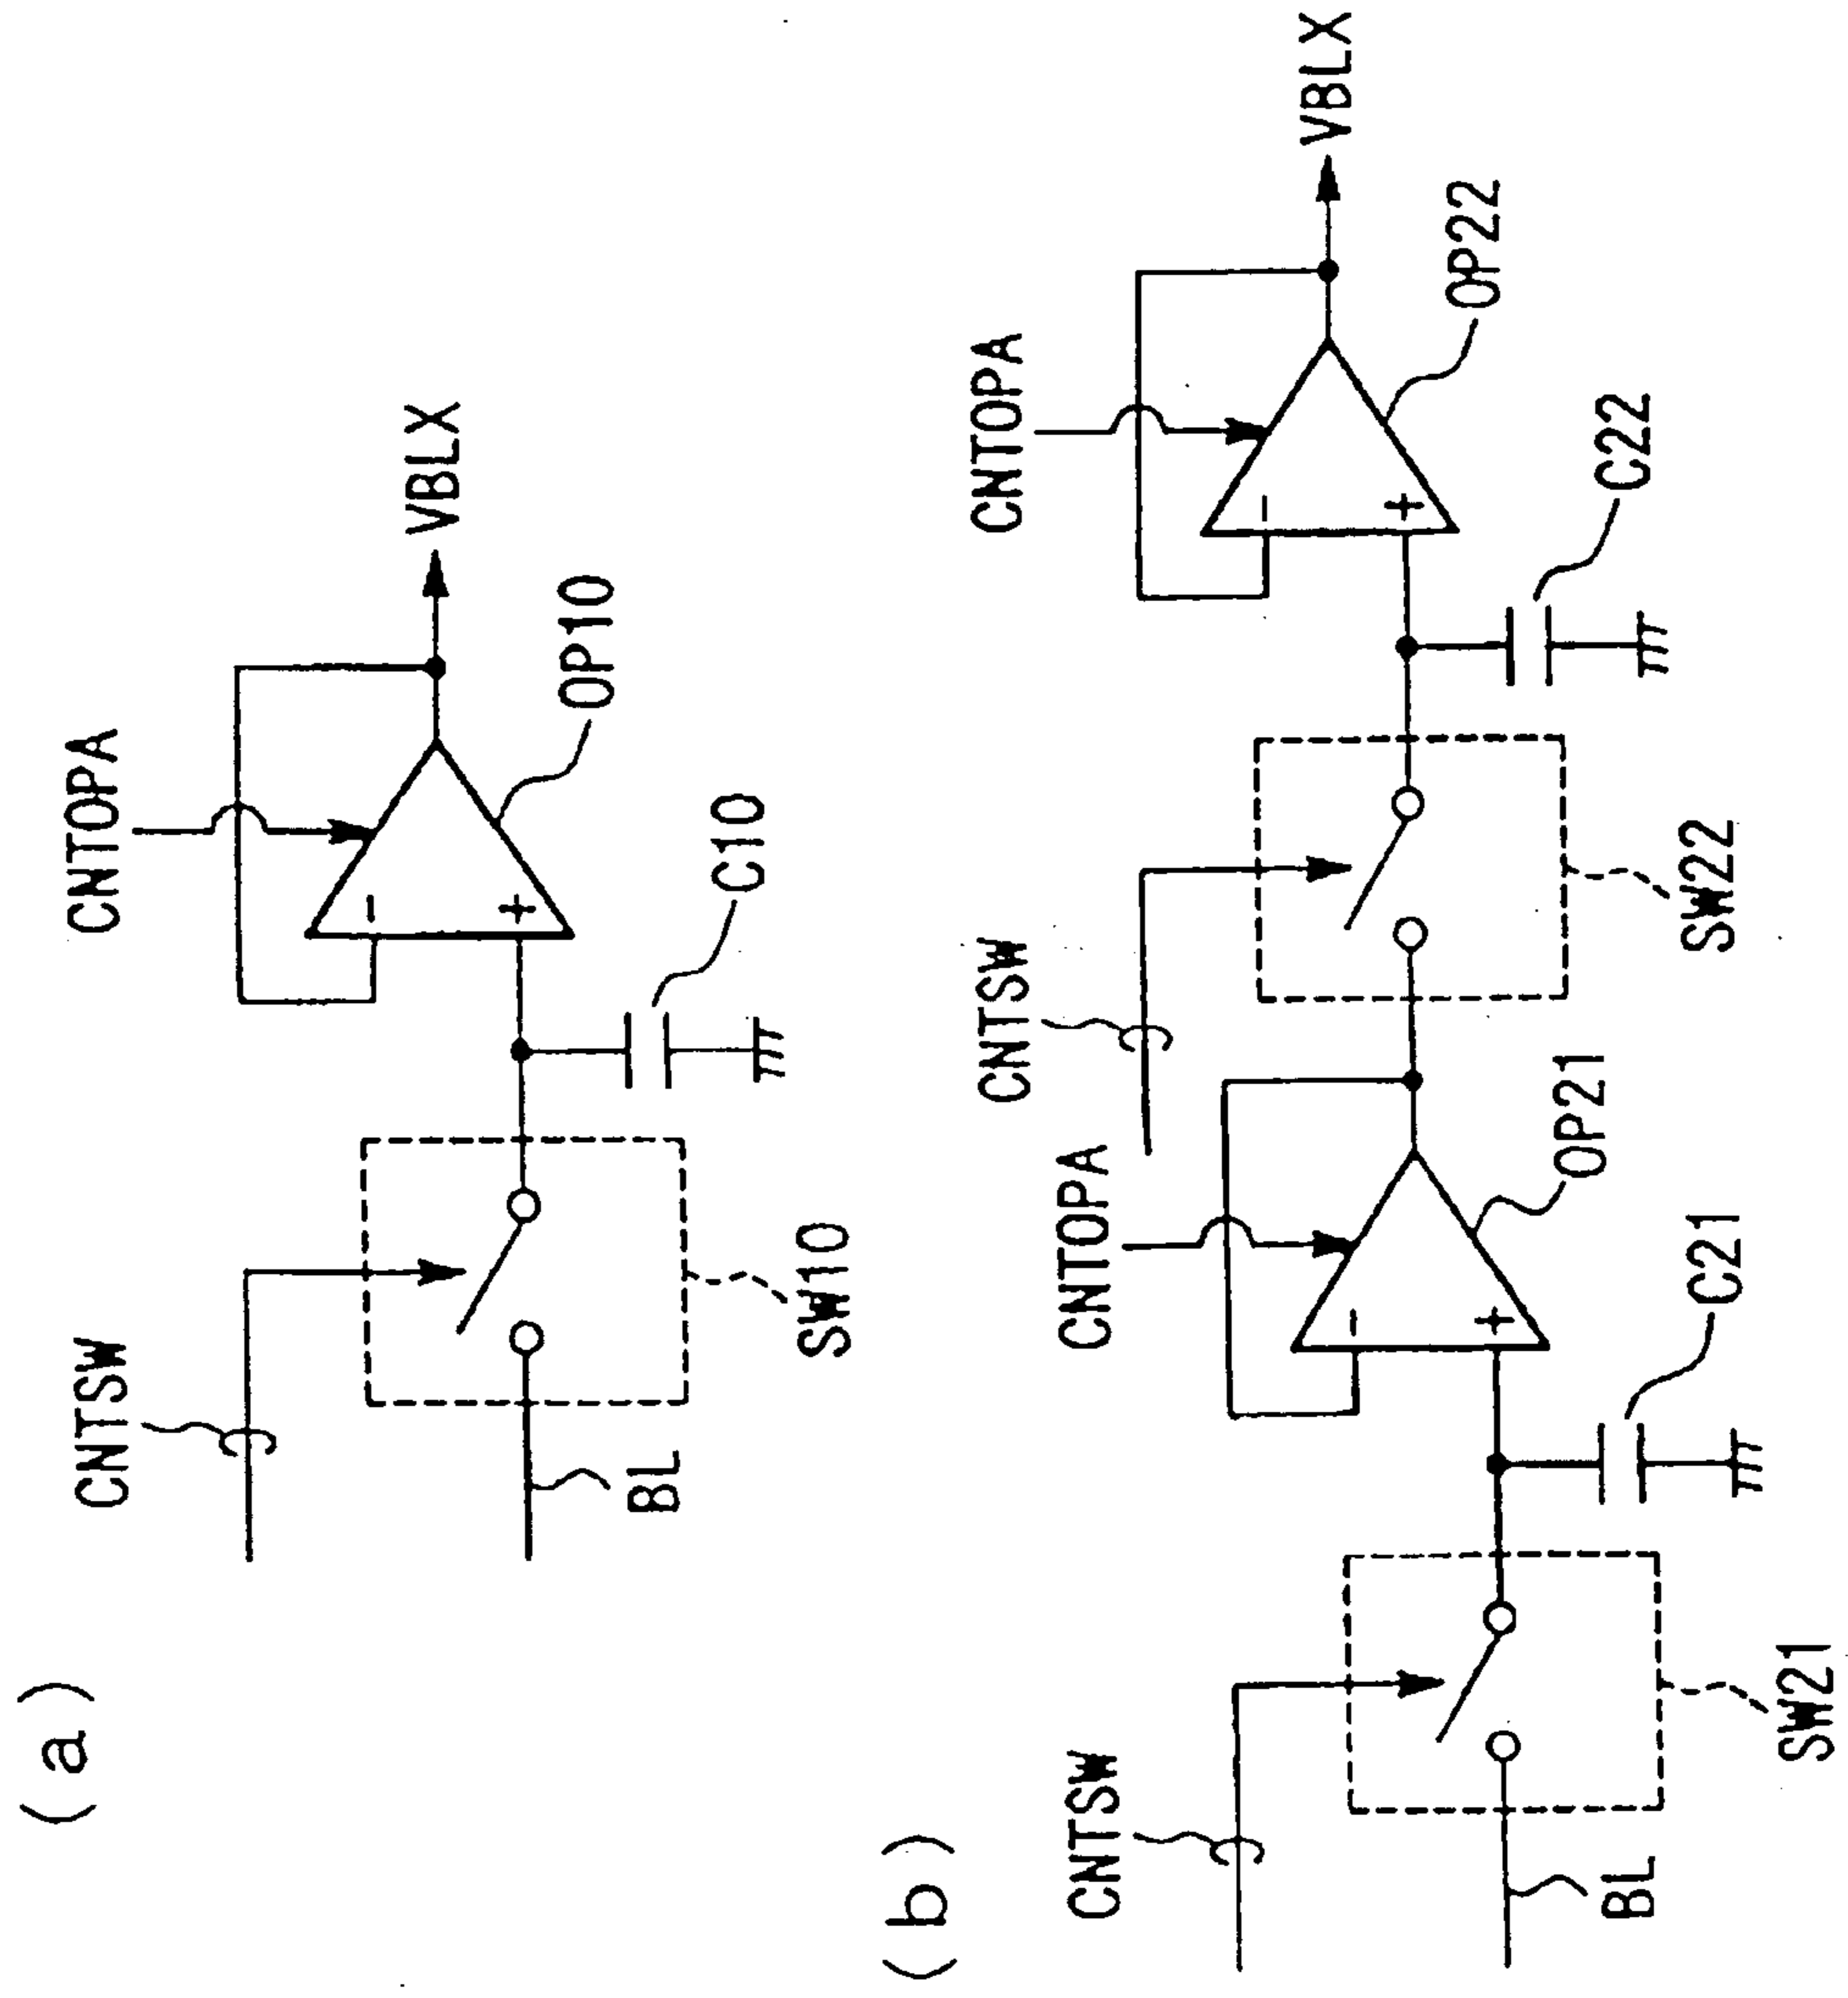 (a)
CNTSW
CNTOPA
VBLX
BL
SW10
C10
OP10
-
+
(b)
CNTSW
CNTOPA
CNTSW
CNTOPA
VBLX
BL
SW21
C21
OP21
-
+
SW22
C22
OP22
-
+